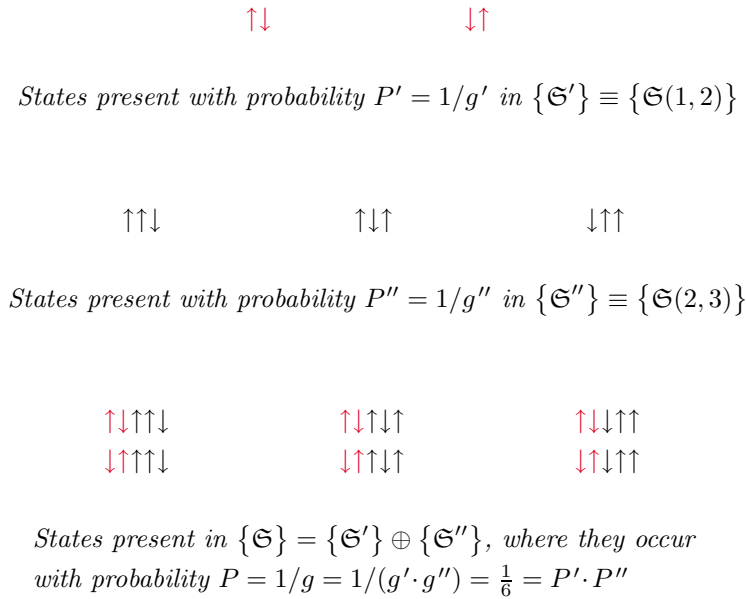 ↑↓ ↓↑
States present with probability P′ = 1/g′ in {𝔖′} ≡ {𝔖(1, 2)}
↑↑↓ ↑↓↑ ↓↑↑
States present with probability P″ = 1/g″ in {𝔖″} ≡ {𝔖(2, 3)}
↑↓↑↑↓ ↑↓↑↓↑ ↑↓↓↑↑
↓↑↑↑↓ ↓↑↑↓↑ ↓↑↓↑↑
States present in {𝔖} = {𝔖′} ⊕ {𝔖″}, where they occur
with probability P = 1/g = 1/(g′·g″) = 1/6 = P′·P″